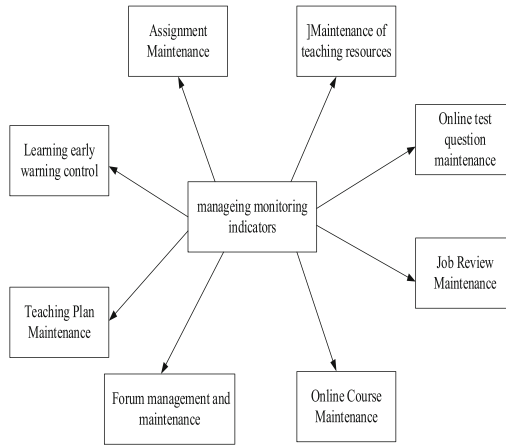 Assignment
Maintenance
]Maintenance of
teaching resources
Online test
question
maintenance
Learning early
warning control
manageing monitoring
indicators
Job Review
Maintenance
Teaching Plan
Maintenance
Forum management and
maintenance
Online Course
Maintenance